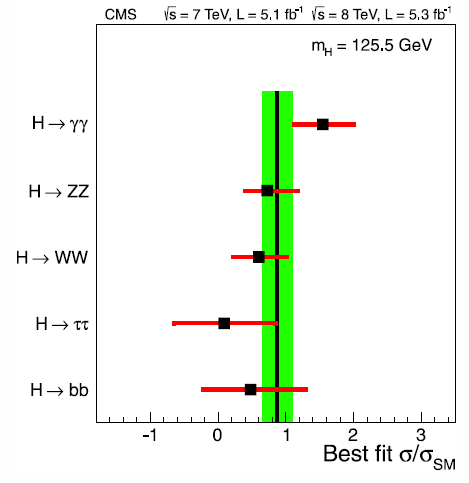 CMS √s = 7 TeV, L = 5.1 fb⁻¹ √s = 8 TeV, L = 5.3 fb⁻¹
m_H = 125.5 GeV
H → γγ
H → ZZ
H → WW
H → ττ
H → bb
-1 0 1 2 3
Best fit σ/σ_SM